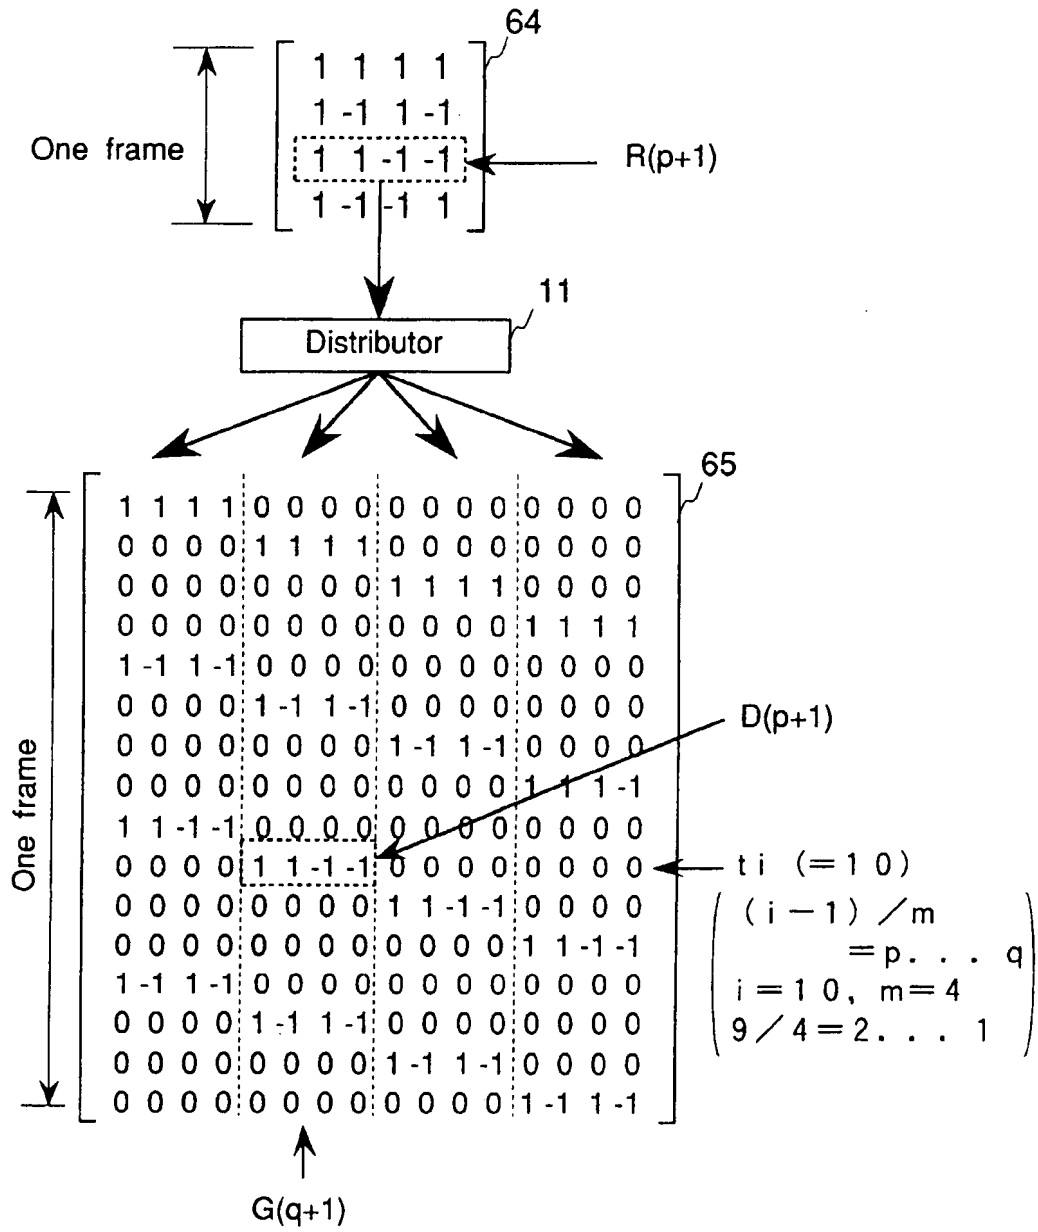 64
1 1 1 1
1 -1 1 -1
One frame
1 1 -1 -1
R(p+1)
1 -1 -1 1
11
Distributor
65
1 1 1 1 0 0 0 0 0 0 0 0 0 0 0 0
0 0 0 0 1 1 1 1 0 0 0 0 0 0 0 0
0 0 0 0 0 0 0 0 1 1 1 1 0 0 0 0
0 0 0 0 0 0 0 0 0 0 0 0 1 1 1 1
1 -1 1 -1 0 0 0 0 0 0 0 0 0 0 0 0
0 0 0 0 1 -1 1 -1 0 0 0 0 0 0 0 0
D(p+1)
0 0 0 0 0 0 0 0 1 -1 1 -1 0 0 0 0
0 0 0 0 0 0 0 0 0 0 0 0 1 1 1 -1
One frame
1 1 -1 -1 0 0 0 0 0 0 0 0 0 0 0 0
0 0 0 0 1 1 -1 -1 0 0 0 0 0 0 0 0
ti (=10)
0 0 0 0 0 0 0 0 1 1 -1 -1 0 0 0 0
(i−1)/m
0 0 0 0 0 0 0 0 0 0 0 0 1 1 -1 -1
=p... q
1 -1 1 -1 0 0 0 0 0 0 0 0 0 0 0 0
i=10, m=4
0 0 0 0 1 -1 1 -1 0 0 0 0 0 0 0 0
9/4=2... 1
0 0 0 0 0 0 0 0 1 -1 1 -1 0 0 0 0
0 0 0 0 0 0 0 0 0 0 0 0 1 -1 1 -1
G(q+1)